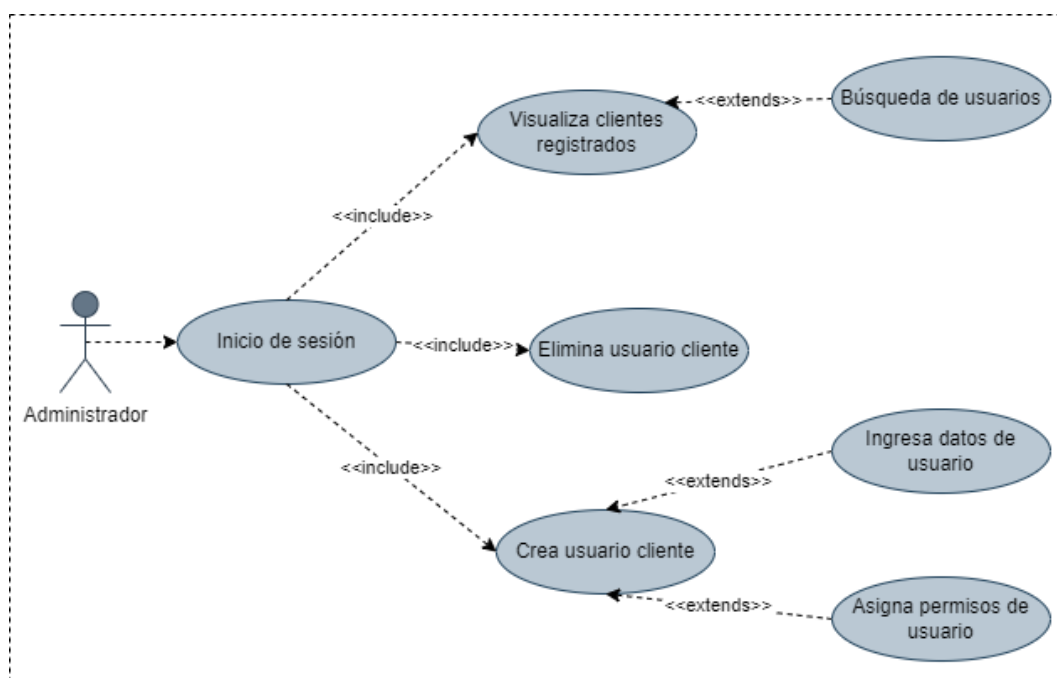 Búsqueda de usuarios
<<extends>>
Visualiza clientes
registrados
<<include>>
Inicio de sesión
<<include>>
Elimina usuario cliente
Administrador
Ingresa datos de
usuario
<<include>>
<<extends>>
Crea usuario cliente
<<extends>>
Asigna permisos de
usuario